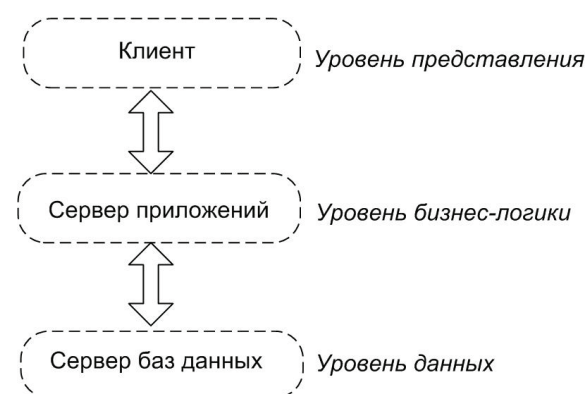 Клиент
Уровень представления
Сервер приложений
Уровень бизнес-логики
Сервер баз данных
Уровень данных